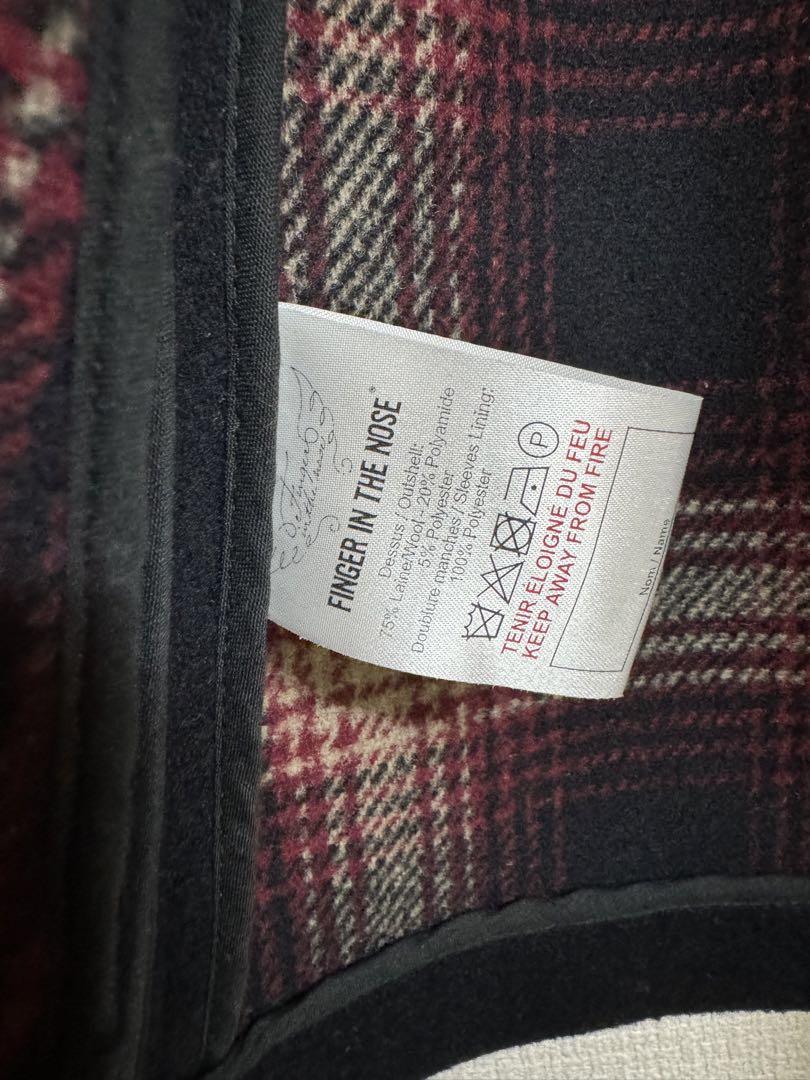 FINGER IN THE NOSE®
Dessus / Outshell:
75% Laine/Wool - 20% Polyamide
5% Polyester
Doublure manches / Sleeves Lining:
100% Polyester
P
TENIR ELOIGNE DU FEU
KEEP AWAY FROM FIRE
Nom / Name